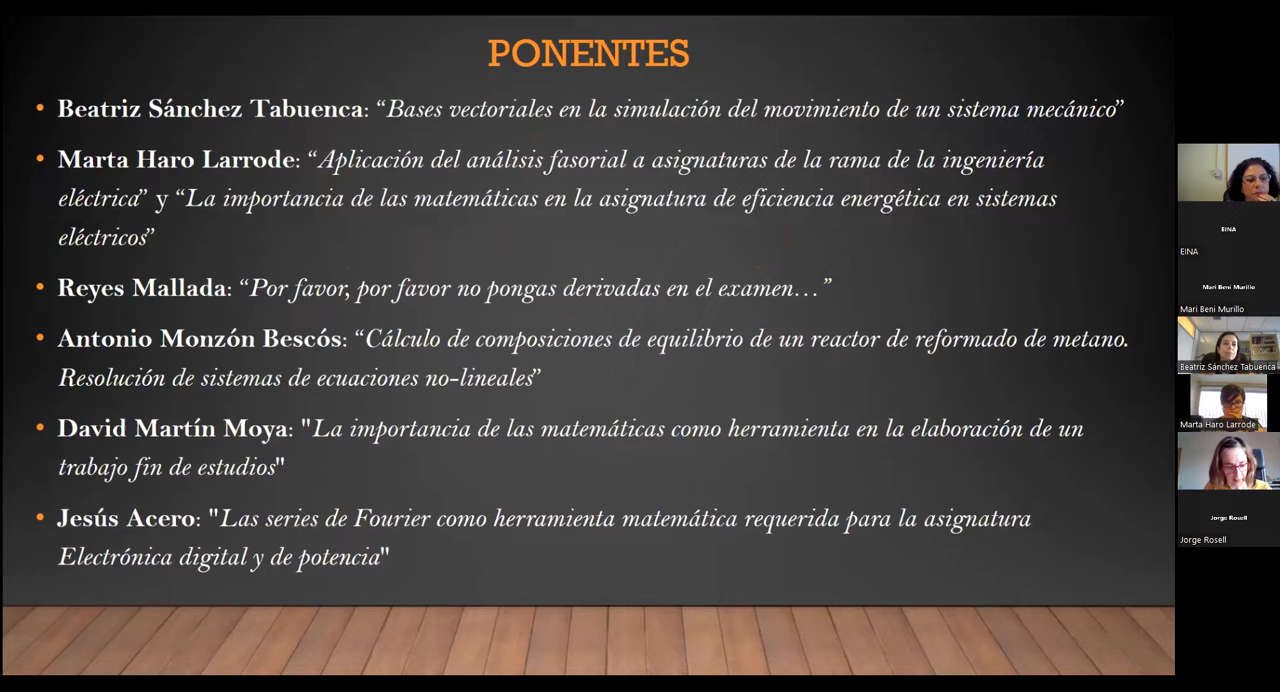 PONENTES
• Beatriz Sánchez Tabuenca: “Bases vectoriales en la simulación del movimiento de un sistema mecánico”
• Marta Haro Larrode: “Aplicación del análisis fasorial a asignaturas de la rama de la ingeniería
eléctrica” y “La importancia de las matemáticas en la asignatura de eficiencia energética en sistemas
eléctricos”
• Reyes Mallada: “Por favor, por favor no pongas derivadas en el examen…”
• Antonio Monzón Bescós: “Cálculo de composiciones de equilibrio de un reactor de reformado de metano.
Resolución de sistemas de ecuaciones no-lineales”
• David Martín Moya: "La importancia de las matemáticas como herramienta en la elaboración de un
trabajo fin de estudios"
• Jesús Acero: "Las series de Fourier como herramienta matemática requerida para la asignatura
Electrónica digital y de potencia"
EINA
EINA
Mari Beni Murillo
Mari Beni Murillo
Beatriz Sánchez Tabuenca
Marta Haro Larrode
Jorge Rosell
Jorge Rosell